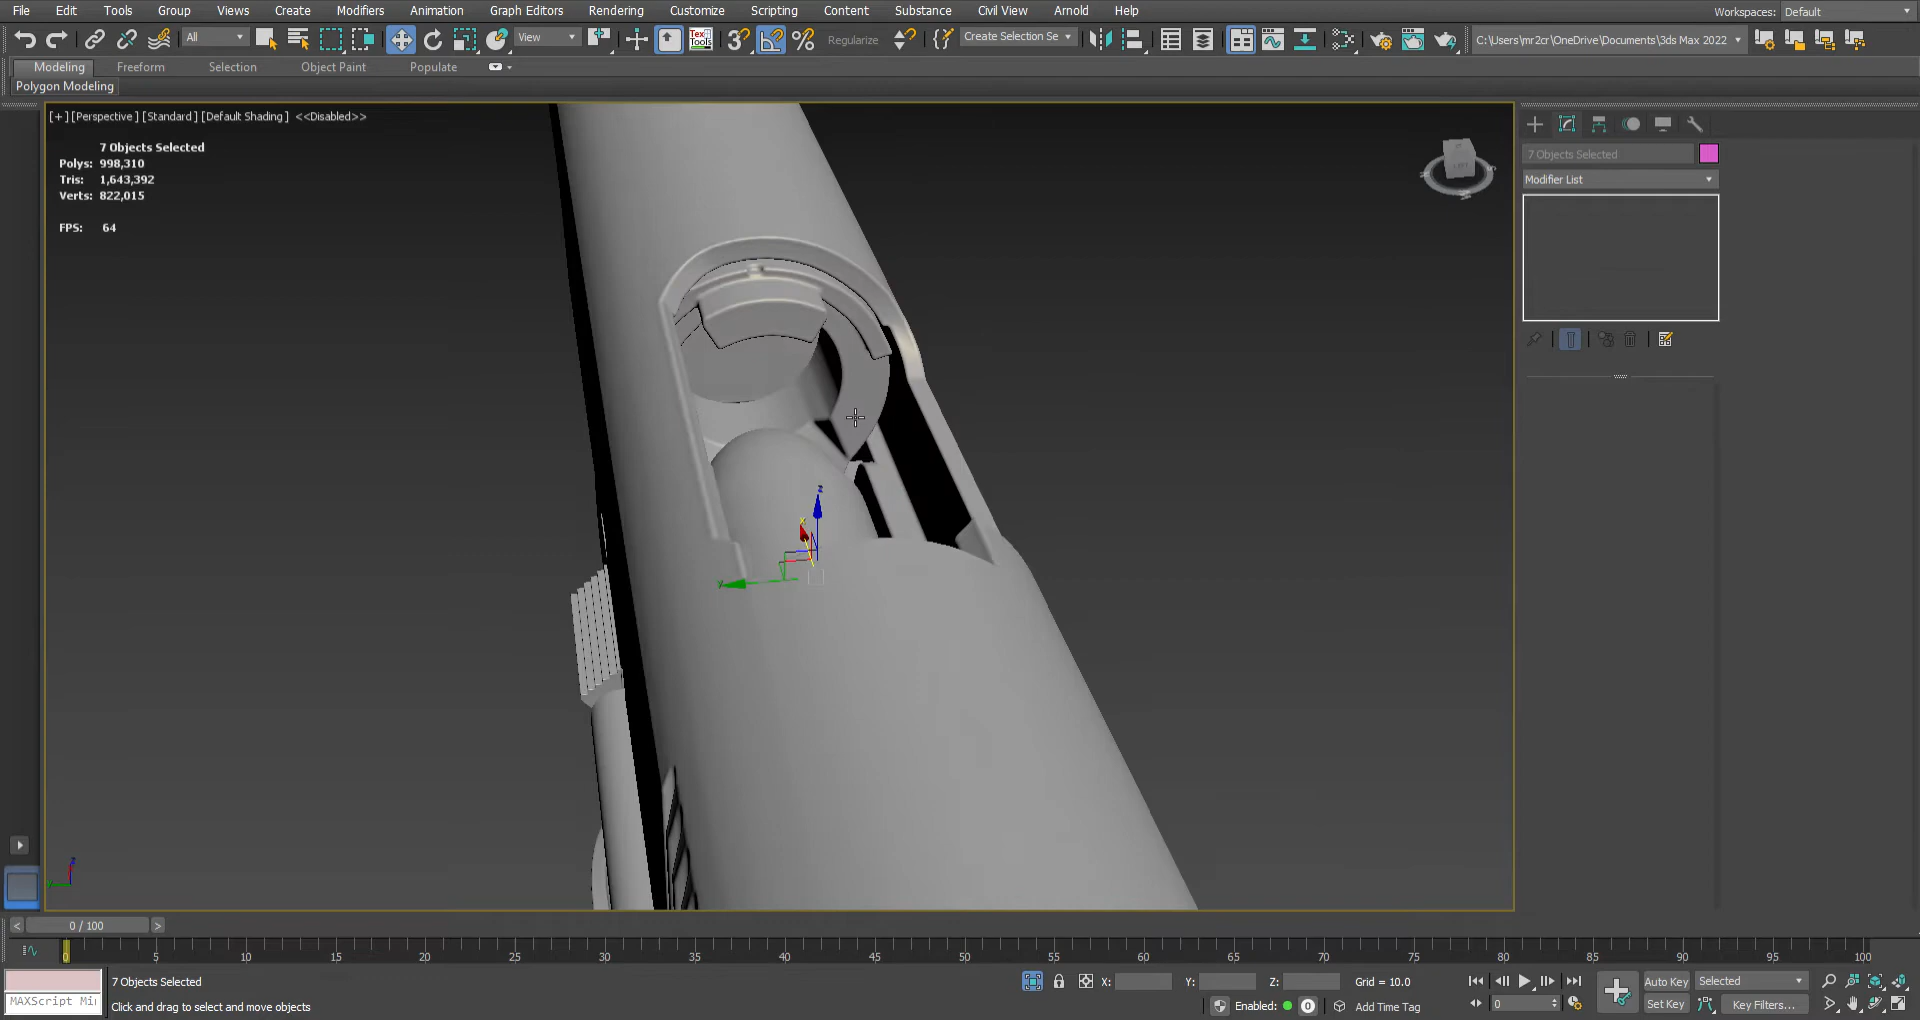 File Edit Tools Group Views Create Modifiers Animation Graph Editors Rendering Customize Scripting Content Substance Civil View Arnold Help Workspaces: Default
All View Tex Tools Regularize Create Selection Se C:\Users\mr2cr\OneDrive\Documents\3ds Max 2022
Modeling Freeform Selection Object Paint Populate
Polygon Modeling
[+] [Perspective] [Standard] [Default Shading] <<Disabled>>
7 Objects Selected
Polys: 998,310
Tris: 1,643,392
Verts: 822,015
FPS: 64
7 Objects Selected
Modifier List
z
x
y
z
y
< 0 / 100 >
0 5 10 15 20 25 30 35 40 45 50 55 60 65 70 75 80 85 90 95 100
7 Objects Selected X: Y: Z: Grid = 10.0 Auto Key Selected
MAXScript Mi Click and drag to select and move objects Enabled: 0 Add Time Tag 0 Set Key Key Filters...